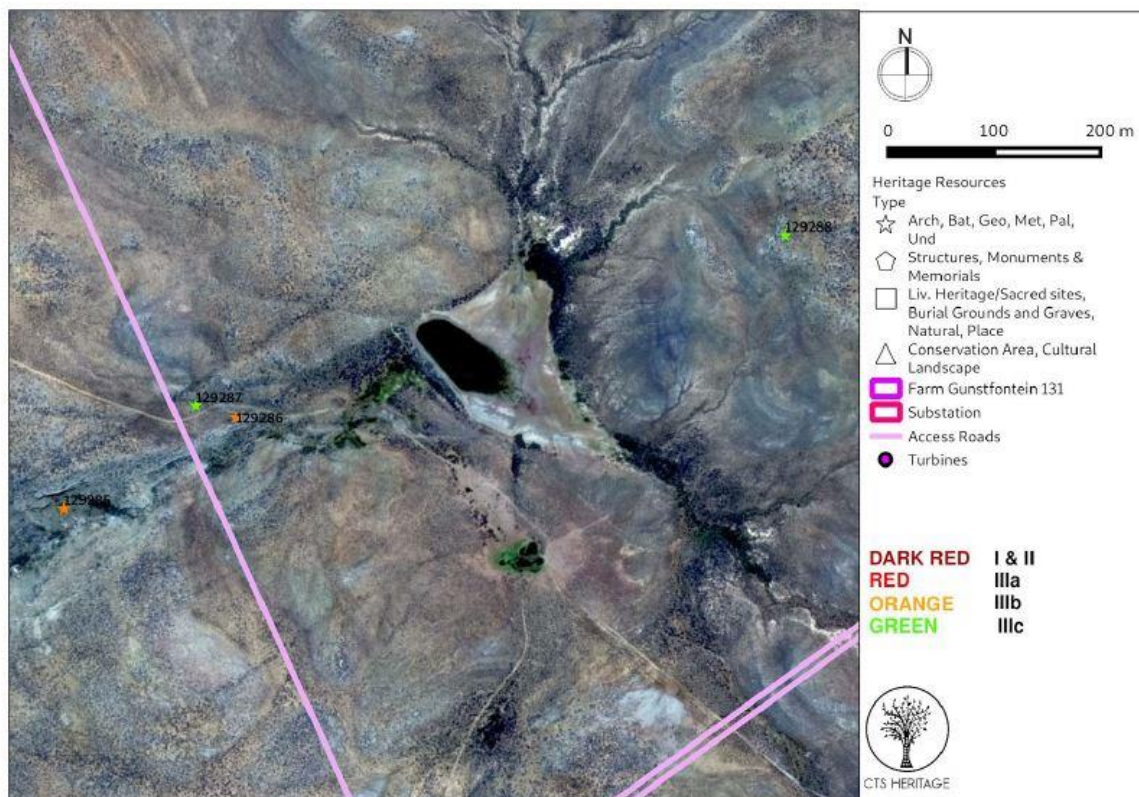 N
0 100 200 m
Heritage Resources
Type
Arch, Bat, Geo, Met, Pal,
Und
Structures, Monuments &
Memorials
Liv. Heritage/Sacred sites,
Burial Grounds and Graves,
Natural, Place
Conservation Area, Cultural
Landscape
Farm Gunstfontein 131
Substation
Access Roads
Turbines
DARK RED I & II
RED IIIa
ORANGE IIIb
GREEN IIIc
CTS HERITAGE
129288
129287
129286